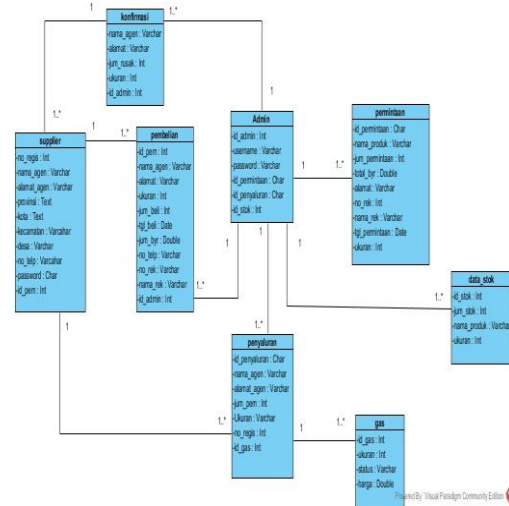 konfirmasi
-nama_agen : Varchar
-alamat : Varchar
-jum_rusak : Int
-ukuran : Int
-id_admin : Int
1
1..*
1
1..*
supplier
-no_regis : Int
-nama_agen : Varchar
-alamat_agen : Varchar
-provinsi : Text
-kota : Text
-kecamatan : Varcahar
-desa : Varchar
-no_telp : Varcahar
-password : Char
-id_pem : Int
1
1..*
pembelian
-id_pem : Int
-nama_agen : Varchar
-alamat : Varchar
-ukuran : Int
-jum_beli : Int
-tgl_beli : Date
-jum_byr : Double
-no_telp : Varchar
-no_rek : Varchar
-nama_rek : Varchar
-id_admin : Int
1
1..*
Admin
-id_admin : Int
-username : Varchar
-password : Varchar
-id_permintaan : Char
-id_penyaluran : Char
-id_stok : Int
1
1..*
permintaan
-id_permintaan : Char
-nama_produk : Varchar
-jum_permintaan : Int
-total_byr : Double
-alamat : Varchar
-no_rek : Int
-nama_rek : Varchar
-tgl_permintaan : Date
-ukuran : Int
1
1..*
data_stok
-id_stok : Int
-jum_stok : Int
-nama_produk : Varchar
-ukuran : Int
1
1..*
penyaluran
-id_penyaluran : Char
-nama_agen : Varchar
-alamat_agen : Varchar
-jum_pem : Int
-Ukuran : Varchar
-no_regis : Int
-id_gas : Int
1
1..*
1
1..*
gas
-id_gas : Int
-ukuran : Int
-status : Varchar
-harga : Double
Powered By Visual Paradigm Community Edition